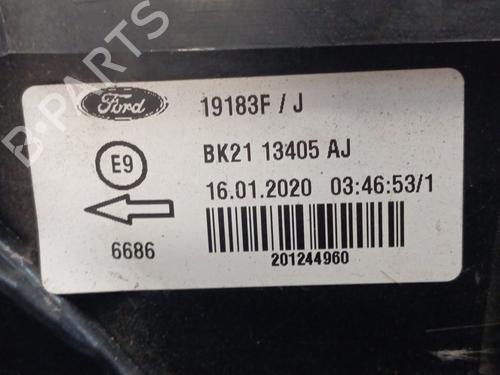 B-PARTS
Ford
19183F / J
E9
BK21 13405 AJ
16.01.2020 03:46:53/1
6686
201244960